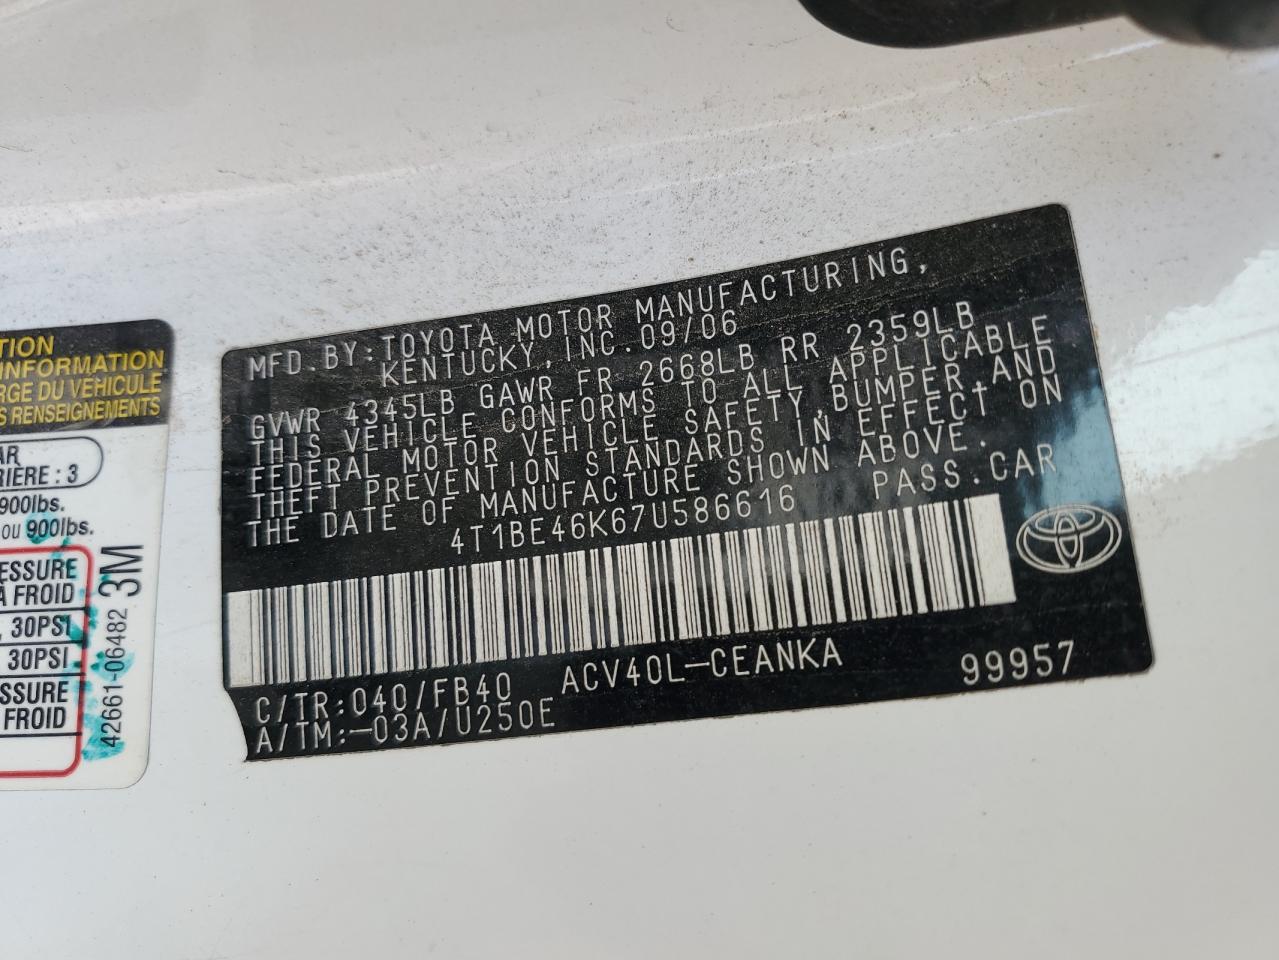 TION
INFORMATION
RGE DU VÉHICULE
S RENSEIGNEMENTS
AR
RIÈRE : 3
900lbs.
OU 900lbs.
ESSURE
À FROID
, 30PSI
30PSI
SSURE
FROID
42661-06482 3M
MFD.BY:TOYOTA MOTOR MANUFACTURING,
KENTUCKY,INC.09/06
GVWR 4345LB GAWR FR 2668LB RR 2359LB
THIS VEHICLE CONFORMS TO ALL APPLICABLE
FEDERAL MOTOR VEHICLE SAFETY,BUMPER,AND
THEFT PREVENTION STANDARDS IN EFFECT ON
THE DATE OF MANUFACTURE SHOWN ABOVE.
4T1BE46K67U586616 PASS.CAR
C/TR:040/FB40 ACV40L-CEANKA 99957
A/TM:-03A/U250E